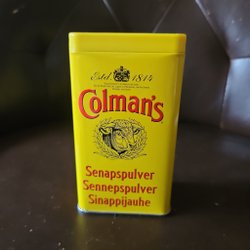 Estd. 1814
Colman's
Senapspulver
Sennepspulver
Sinappijauhe